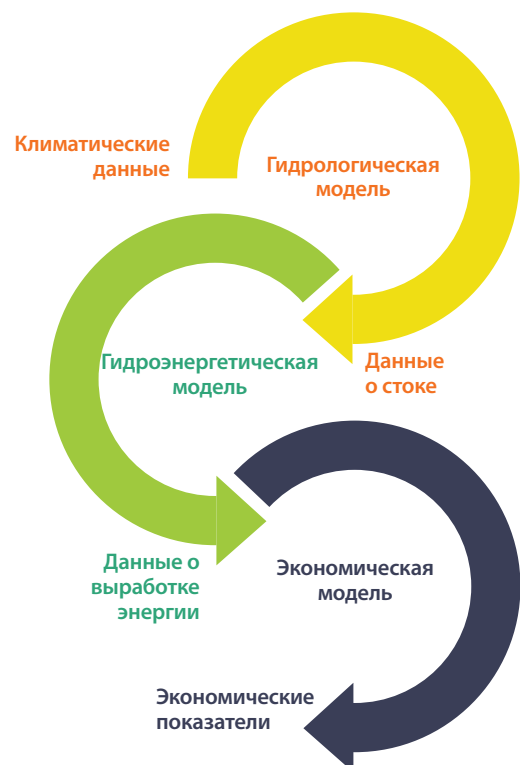 Климатические
данные
Гидрологическая
модель
Данные
о стоке
Гидроэнергетическая
модель
Данные о
выработке
энергии
Экономическая
модель
Экономические
показатели